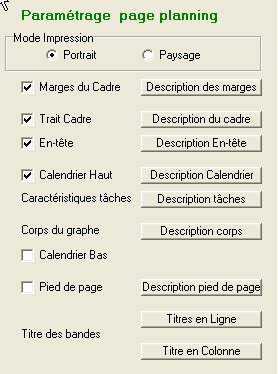 Paramétrage page planning
Mode Impression
Portrait Paysage
Marges du Cadre Description des marges
Trait Cadre Description du cadre
En-tête Description En-tête
Calendrier Haut Description Calendrier
Caractéristiques tâches Description tâches
Corps du graphe Description corps
Calendrier Bas
Pied de page Description pied de page
Titres en Ligne
Titre des bandes
Titre en Colonne